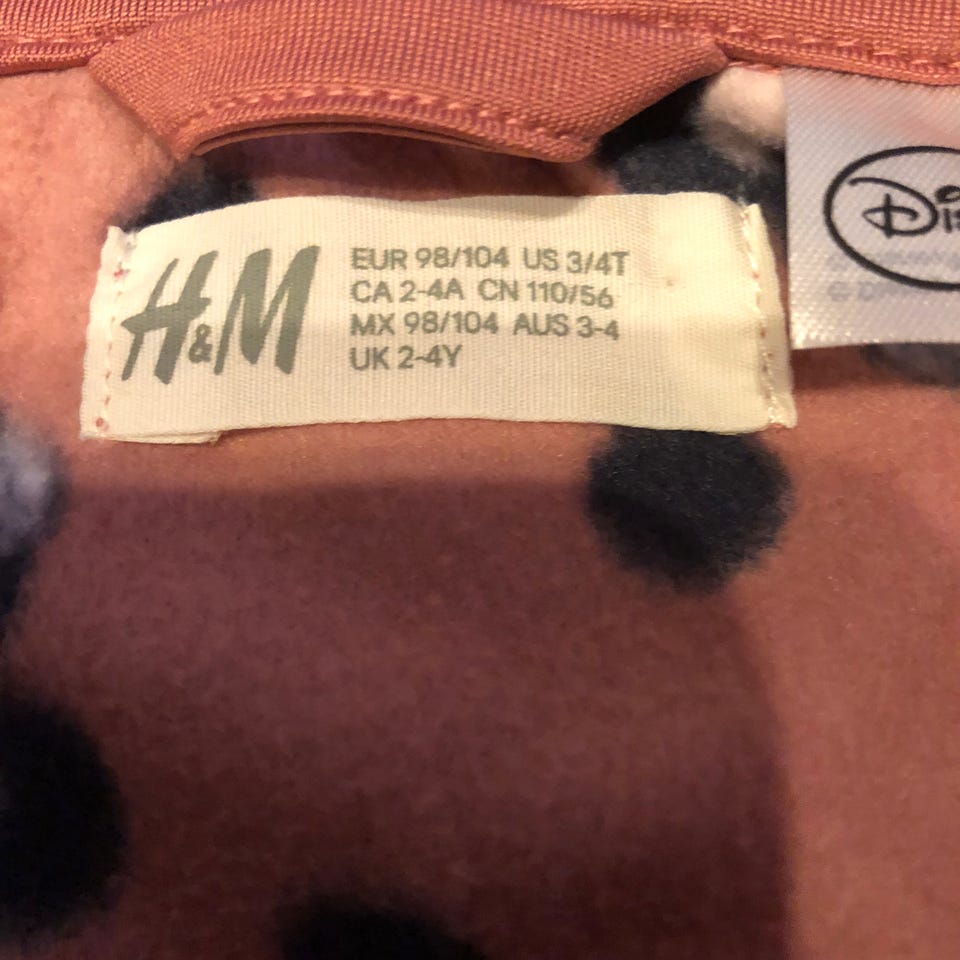 H&M
EUR 98/104 US 3/4T
CA 2-4A CN 110/56
MX 98/104 AUS 3-4
UK 2-4Y